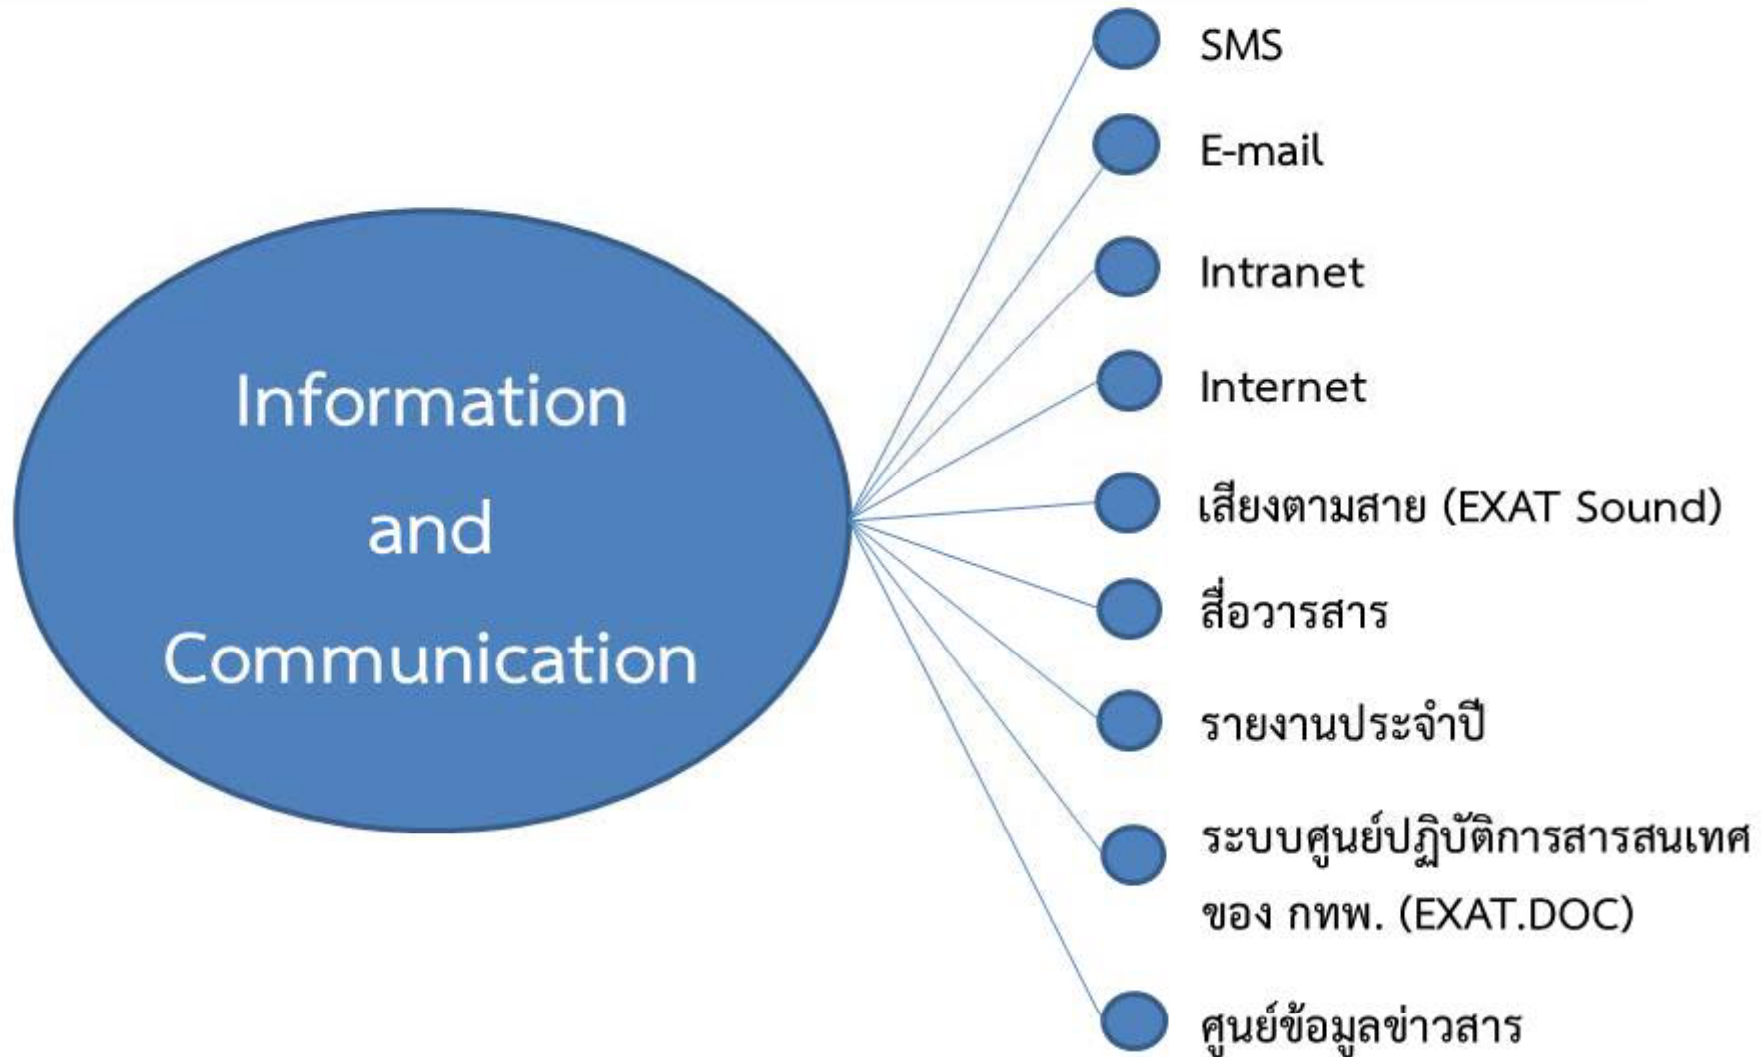 Information
and
Communication
SMS
E-mail
Intranet
Internet
เสียงตามสาย (EXAT Sound)
สื่อวารสาร
รายงานประจำปี
ระบบศูนย์ปฏิบัติการสารสนเทศ
ของ กทพ. (EXAT.DOC)
ศูนย์ข้อมูลข่าวสาร